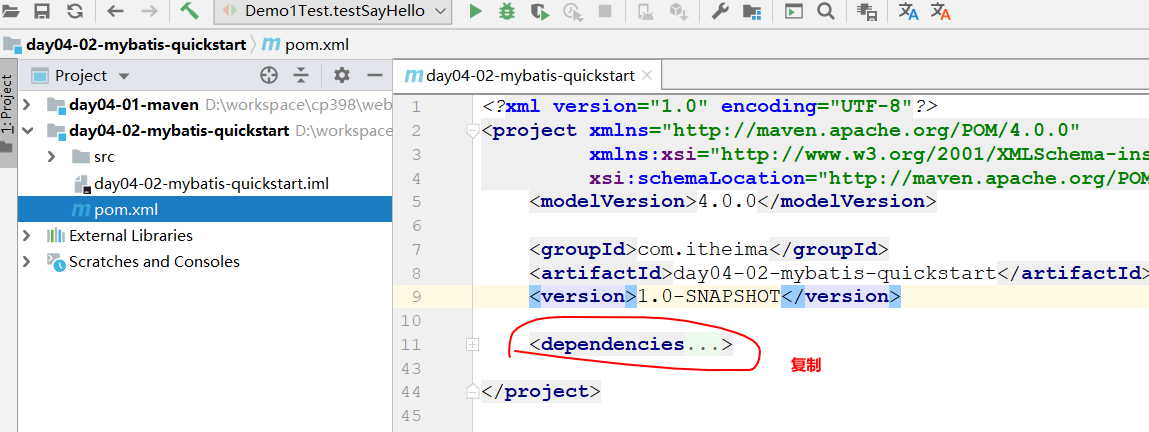 Demo1Test.testSayHello
day04-02-mybatis-quickstart
pom.xml
1: Project
Project
day04-02-mybatis-quickstart
day04-01-maven D:\workspace\cp398\web
day04-02-mybatis-quickstart D:\workspace
src
day04-02-mybatis-quickstart.iml
pom.xml
External Libraries
Scratches and Consoles
1 <?xml version="1.0" encoding="UTF-8"?>
2 <project xmlns="http://maven.apache.org/POM/4.0.0"
3 xmlns:xsi="http://www.w3.org/2001/XMLSchema-ins
4 xsi:schemaLocation="http://maven.apache.org/POM
5 <modelVersion>4.0.0</modelVersion>
6
7 <groupId>com.itheima</groupId>
8 <artifactId>day04-02-mybatis-quickstart</artifactId>
9 <version>1.0-SNAPSHOT</version>
10
11 <dependencies...>
复制
43
44 </project>
45